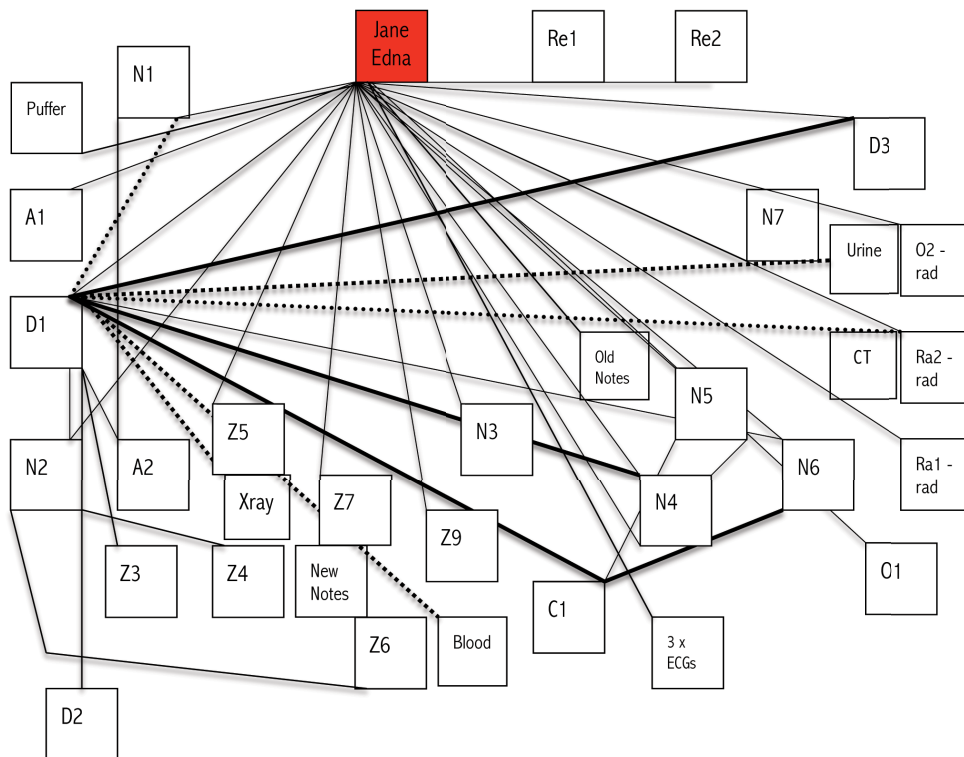 Jane
Edna
Re1
Re2
N1
Puffer
D3
A1
N7
Urine
O2 -
rad
D1
Old
Notes
CT
Ra2 -
rad
N5
Z5
N3
N2
A2
N6
Ra1 -
rad
Xray
Z7
N4
Z9
Z3
Z4
New
Notes
O1
C1
Z6
Blood
3 x
ECGs
D2